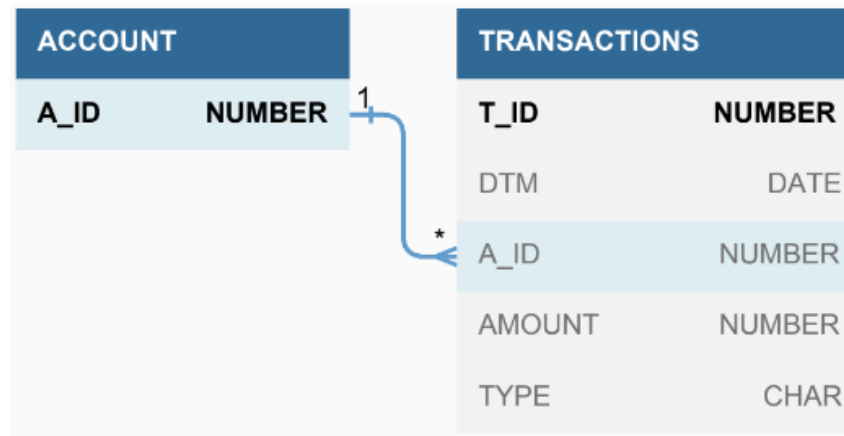 ACCOUNT
A_ID NUMBER
1
*
TRANSACTIONS
T_ID NUMBER
DTM DATE
A_ID NUMBER
AMOUNT NUMBER
TYPE CHAR